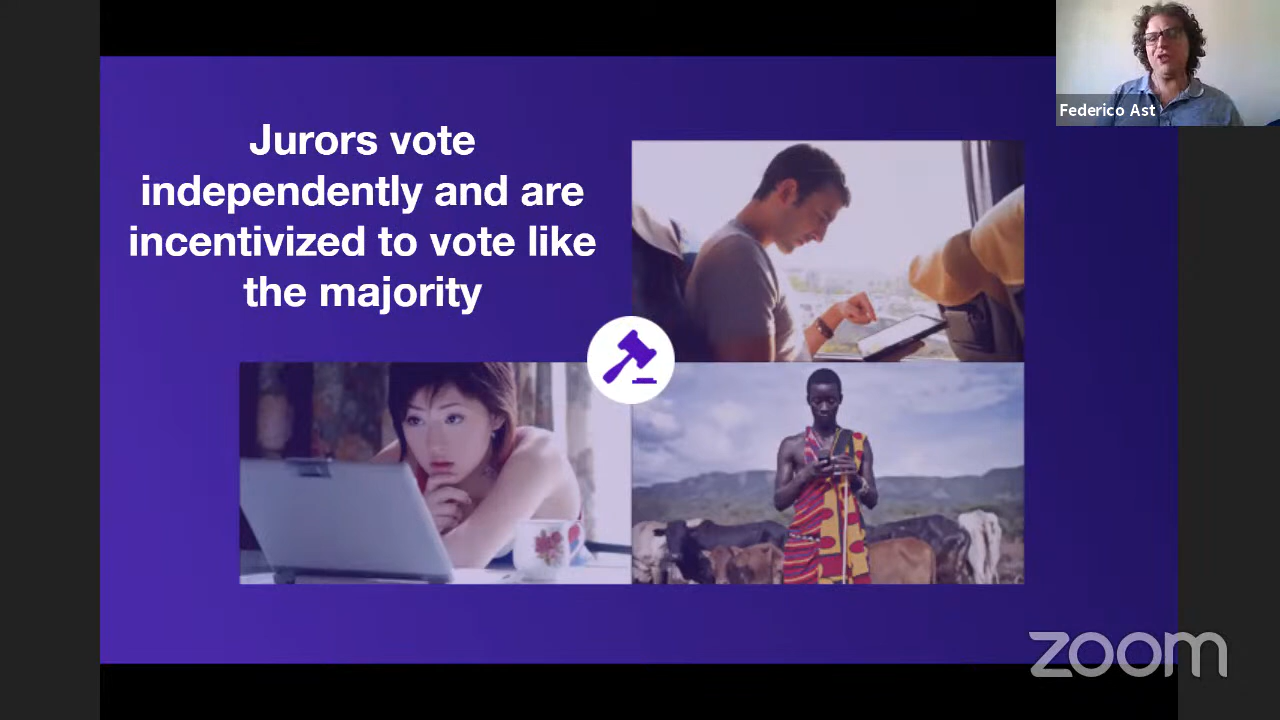 Federico Ast
Jurors vote
independently and are
incentivized to vote like
the majority
zoom